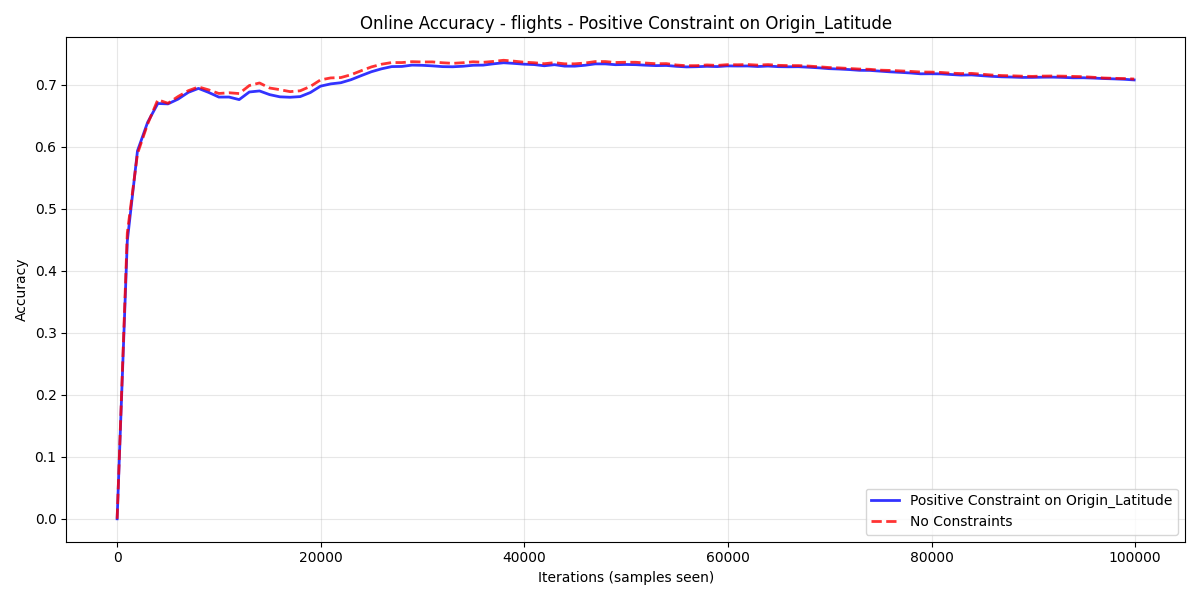 Online Accuracy - flights - Positive Constraint on Origin_Latitude
Accuracy
0.7
0.6
0.5
0.4
0.3
0.2
0.1
0.0
0
20000
40000
60000
80000
100000
Iterations (samples seen)
Positive Constraint on Origin_Latitude
No Constraints